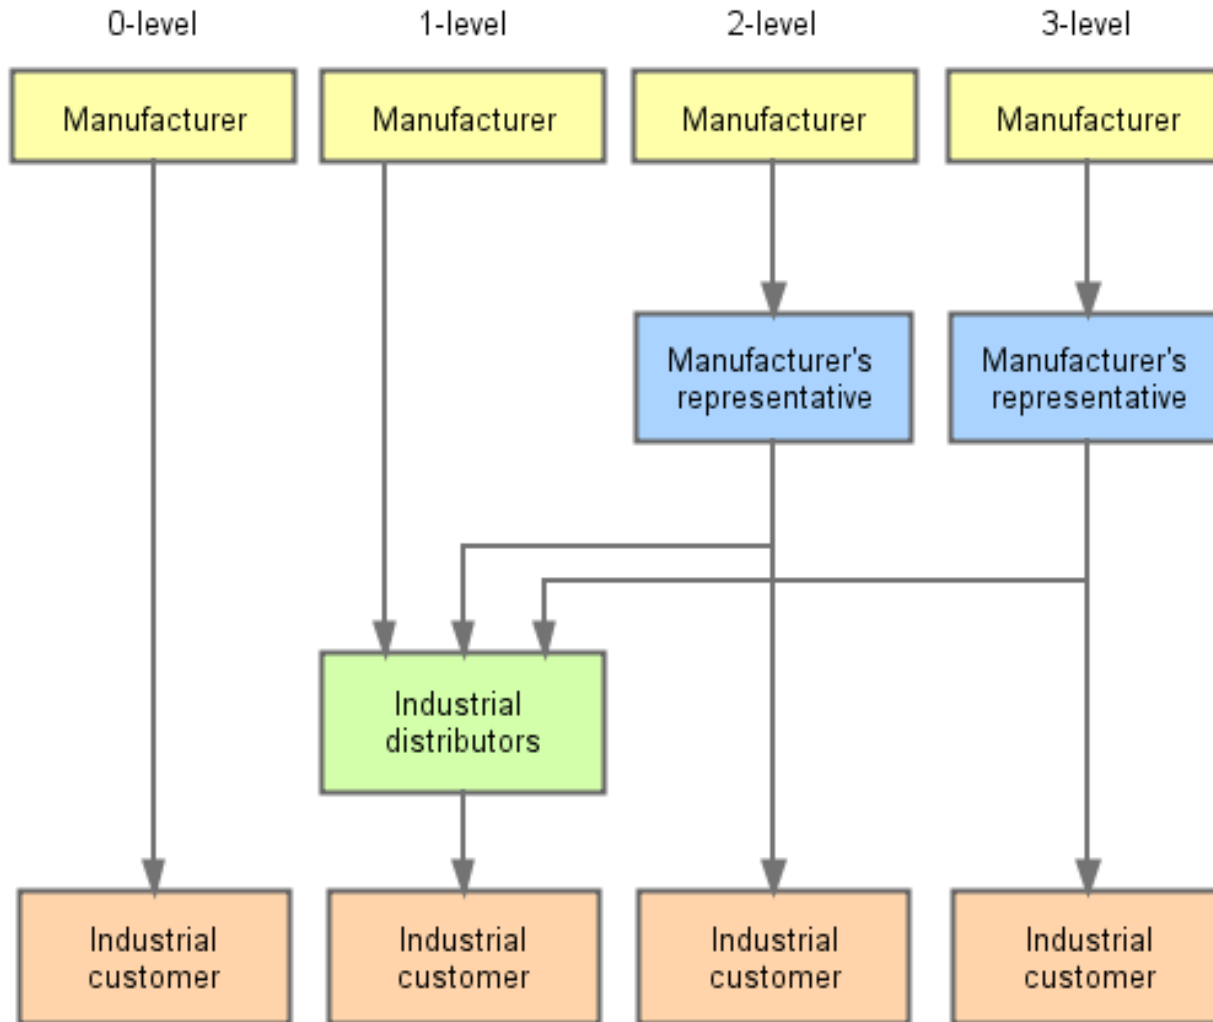 0-level
1-level
2-level
3-level
Manufacturer
Manufacturer
Manufacturer
Manufacturer
Manufacturer's
representative
Manufacturer's
representative
Industrial
distributors
Industrial
customer
Industrial
customer
Industrial
customer
Industrial
customer